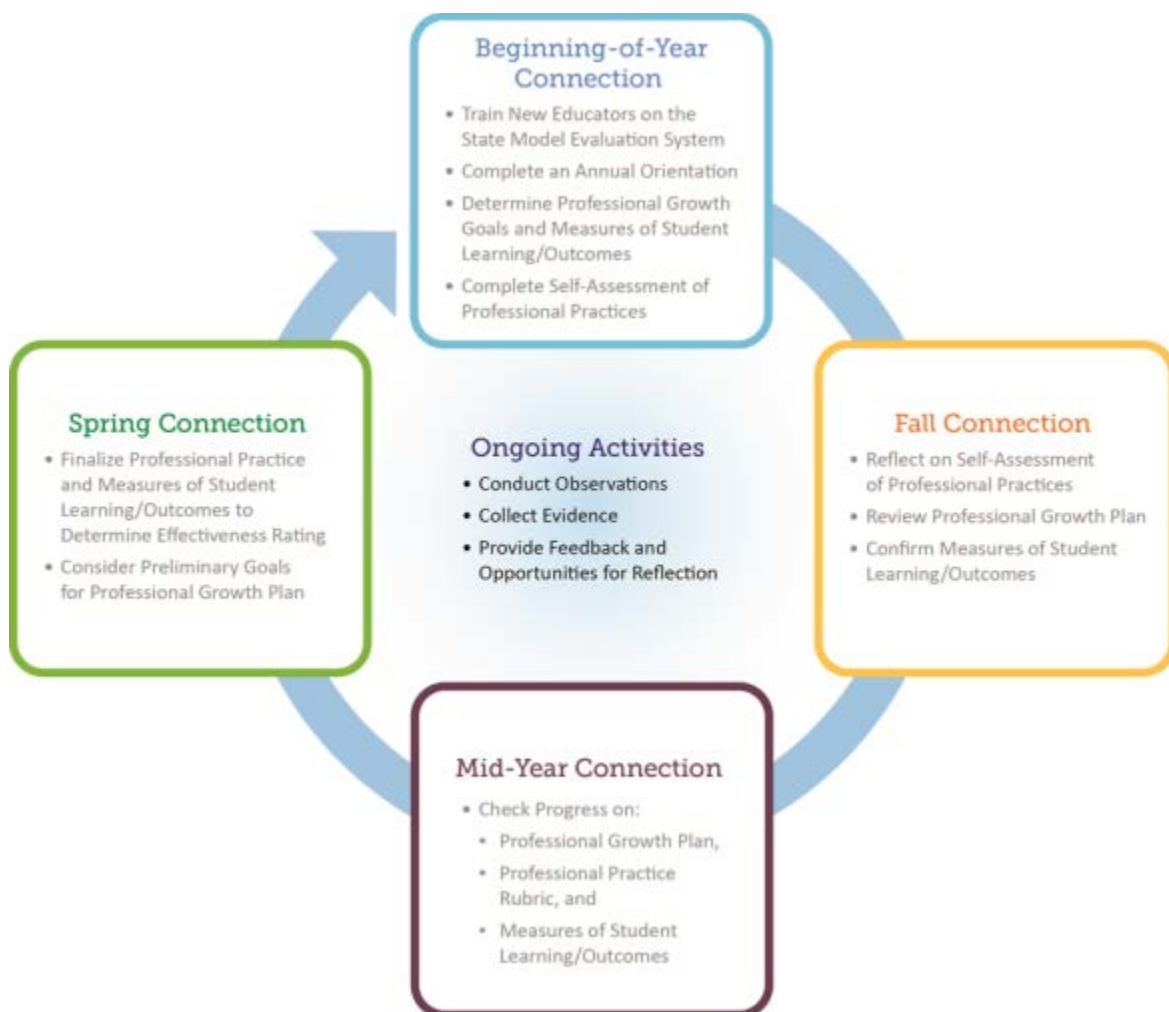 Beginning-of-Year
Connection
• Train New Educators on the
State Model Evaluation System
• Complete an Annual Orientation
• Determine Professional Growth
Goals and Measures of Student
Learning/Outcomes
• Complete Self-Assessment of
Professional Practices
Fall Connection
• Reflect on Self-Assessment
of Professional Practices
• Review Professional Growth Plan
• Confirm Measures of Student
Learning/Outcomes
Mid-Year Connection
• Check Progress on:
• Professional Growth Plan,
• Professional Practice
Rubric, and
• Measures of Student
Learning/Outcomes
Spring Connection
• Finalize Professional Practice
and Measures of Student
Learning/Outcomes to
Determine Effectiveness Rating
• Consider Preliminary Goals
for Professional Growth Plan
Ongoing Activities
• Conduct Observations
• Collect Evidence
• Provide Feedback and
Opportunities for Reflection